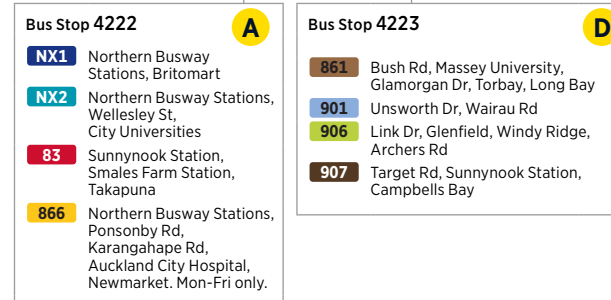 Bus Stop 4222
A
NX1 Northern Busway
Stations, Britomart
NX2 Northern Busway Stations,
Wellesley St,
City Universities
83 Sunnynook Station,
Smales Farm Station,
Takapuna
866 Northern Busway Stations,
Ponsonby Rd,
Karangahape Rd,
Auckland City Hospital,
Newmarket. Mon-Fri only.
Bus Stop 4223
D
861 Bush Rd, Massey University,
Glamorgan Dr, Torbay, Long Bay
901 Unsworth Dr, Wairau Rd
906 Link Dr, Glenfield, Windy Ridge,
Archers Rd
907 Target Rd, Sunnynook Station,
Campbells Bay